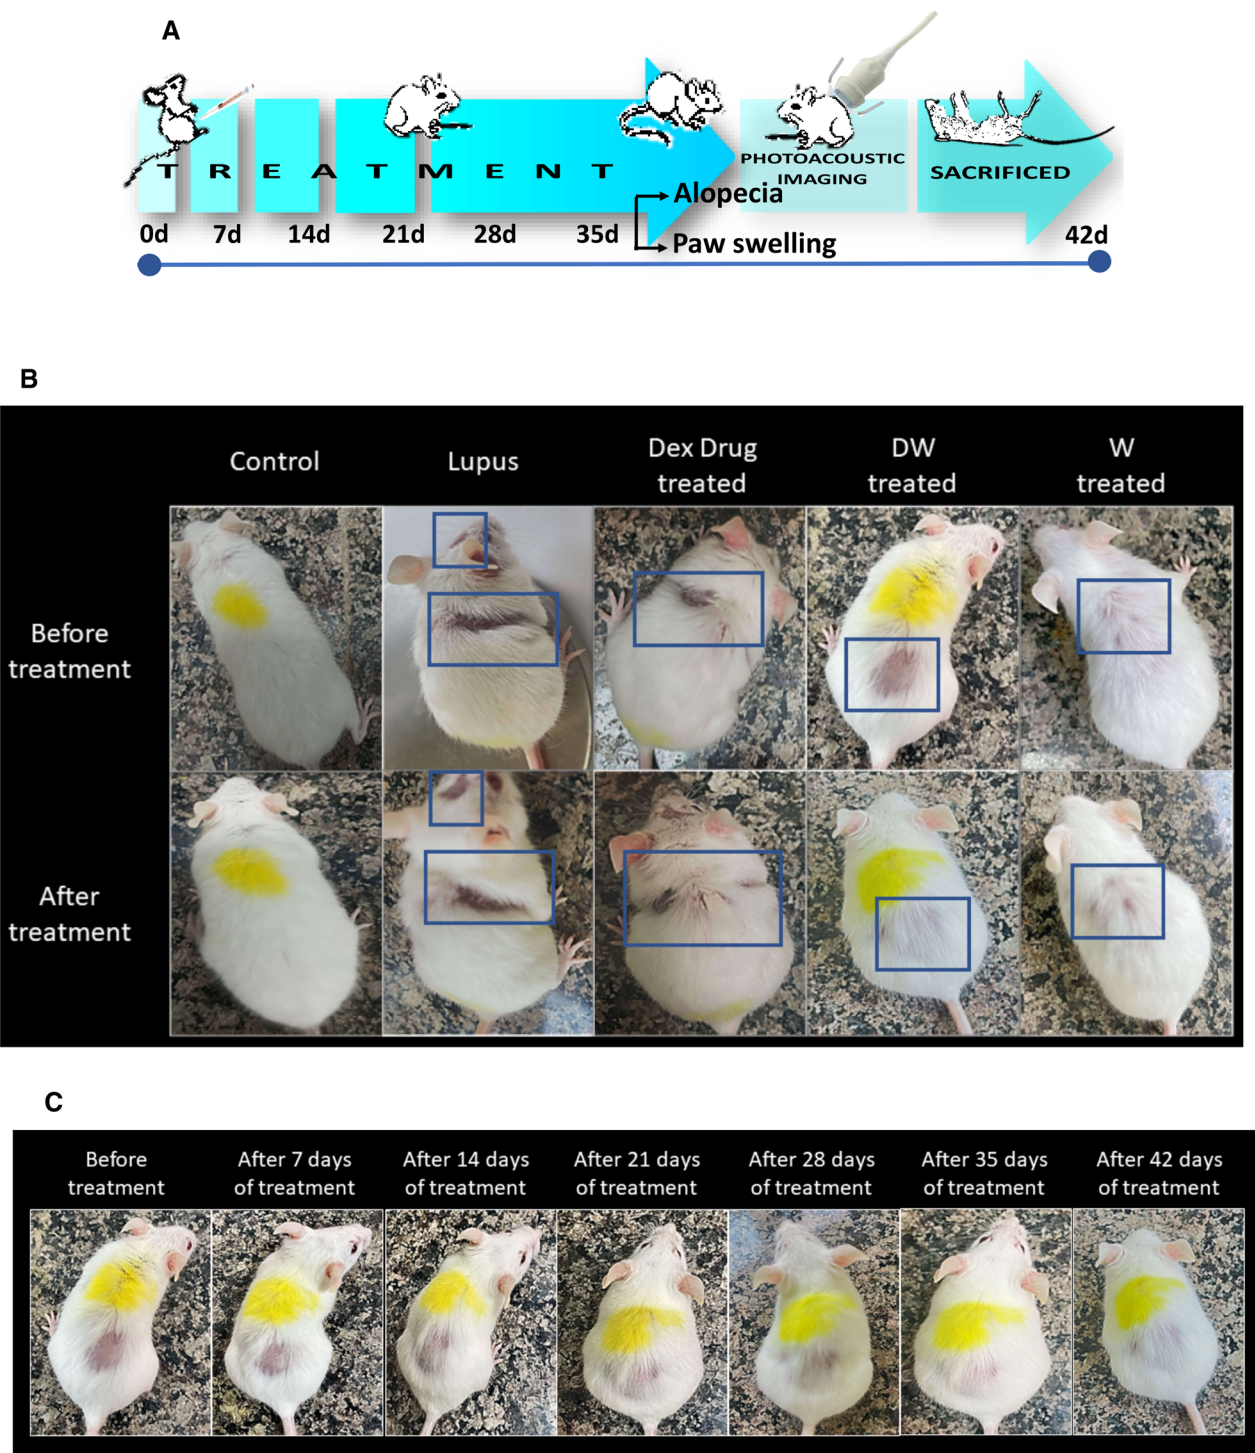 A
T R E A T M E N T
PHOTOACOUSTIC
IMAGING
SACRIFICED
Alopecia
Paw swelling
0d 7d 14d 21d 28d 35d 42d
B
Control Lupus Dex Drug treated DW treated W treated
Before
treatment
After
treatment
C
Before
treatment
After 7 days
of treatment
After 14 days
of treatment
After 21 days
of treatment
After 28 days
of treatment
After 35 days
of treatment
After 42 days
of treatment